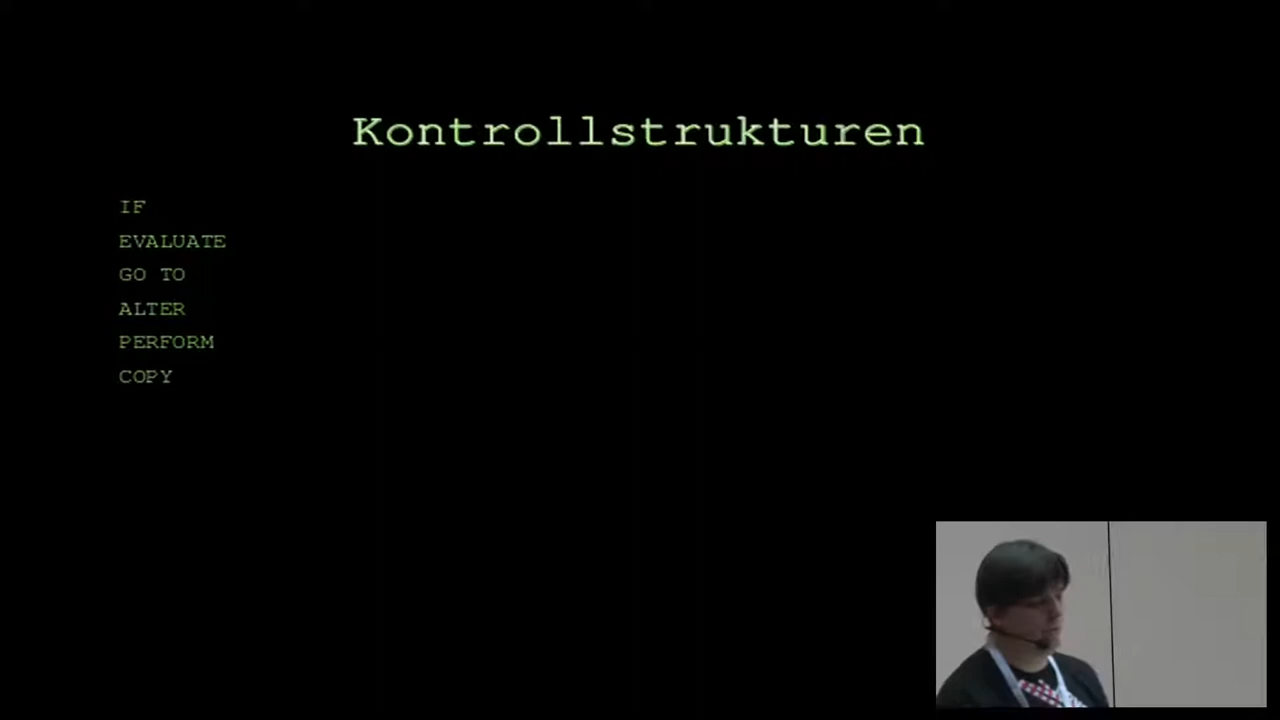 Kontrollstrukturen
IF
EVALUATE
GO TO
ALTER
PERFORM
COPY